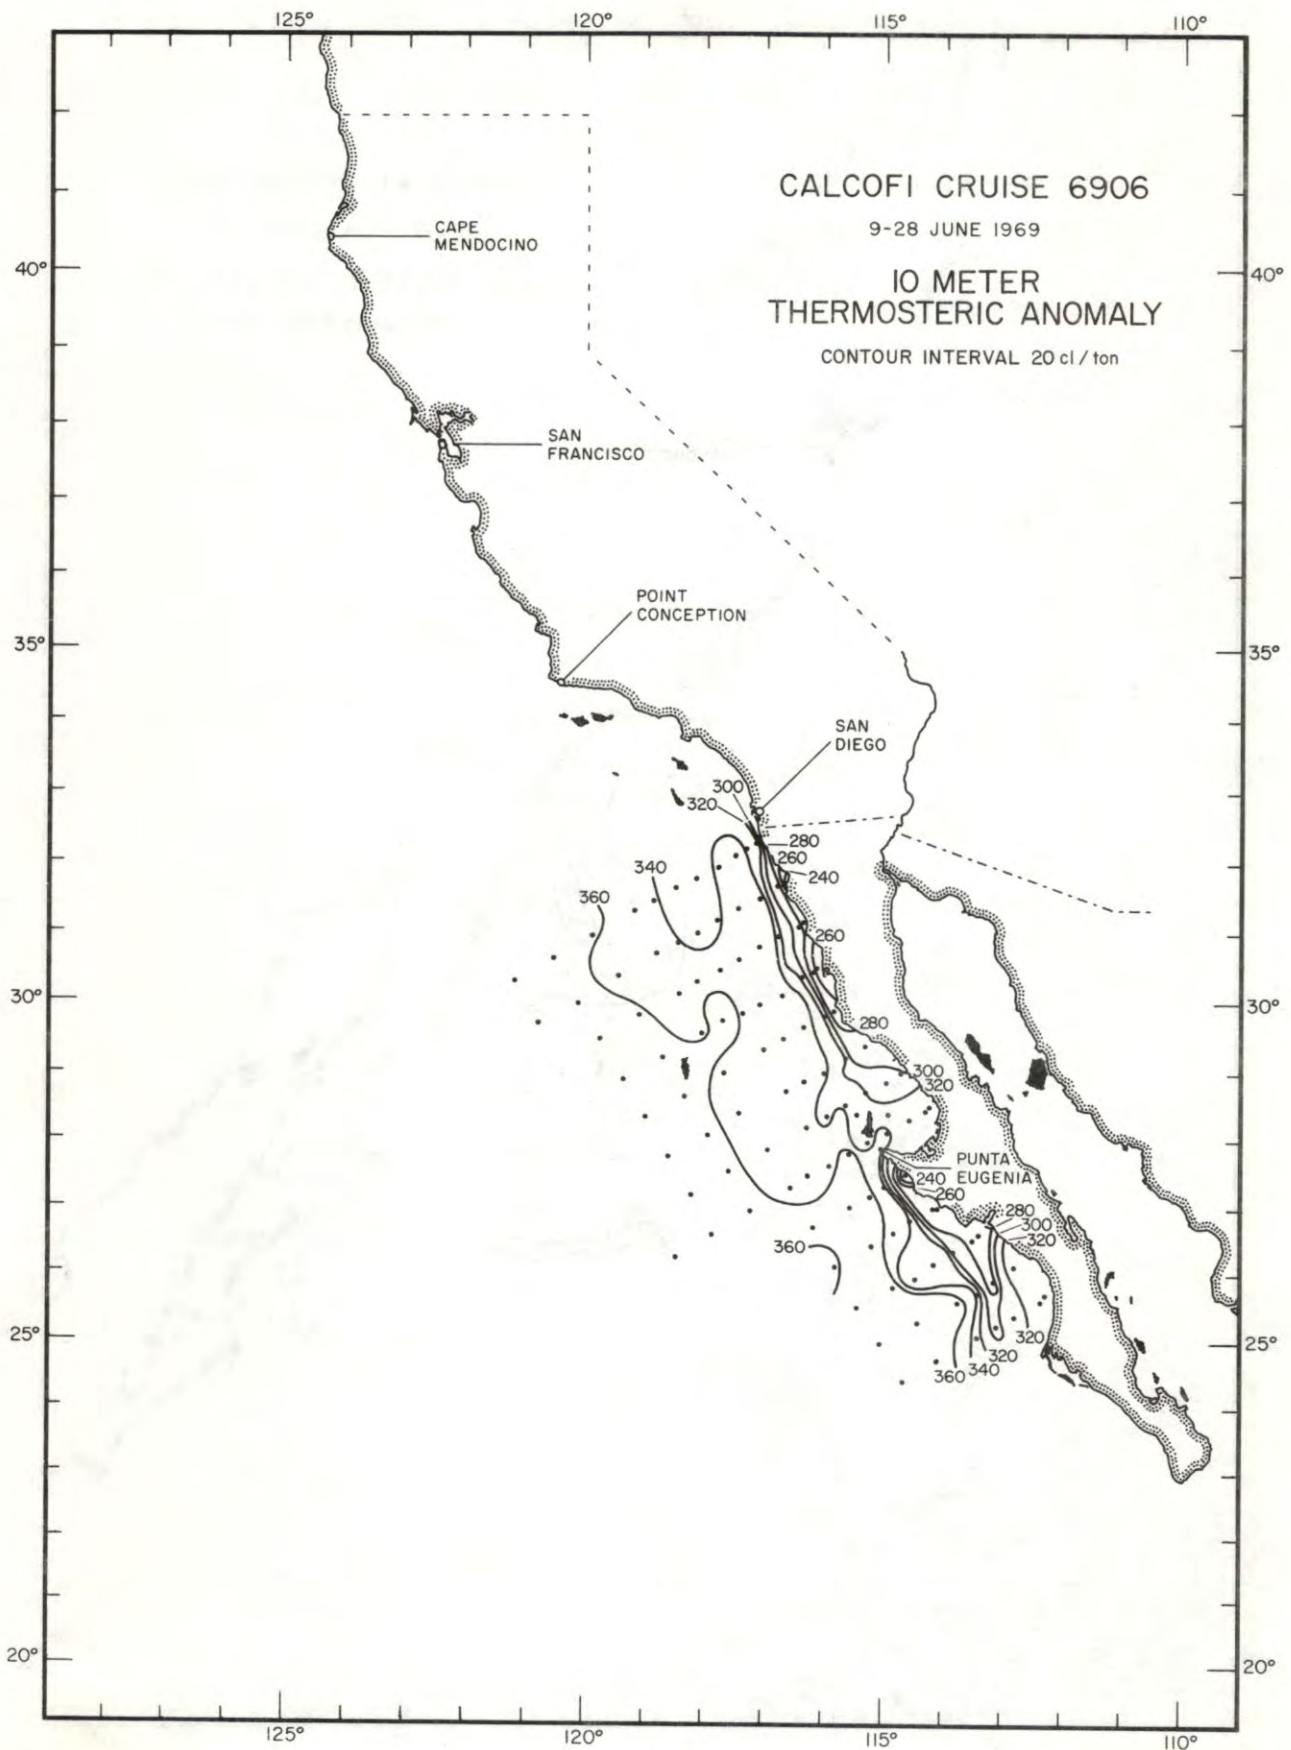 125°
120°
115°
110°
CALCOFI CRUISE 6906
9-28 JUNE 1969
10 METER
THERMOSTERIC ANOMALY
CONTOUR INTERVAL 20 cl/ton
CAPE
MENDOCINO
40°
40°
SAN
FRANCISCO
POINT
CONCEPTION
35°
35°
SAN
DIEGO
300
320
280
260
240
340
360
260
30°
30°
280
300
320
PUNTA
EUGENIA
240
260
280
300
320
360
25°
25°
320
320
340
360
20°
20°
125°
120°
115°
110°